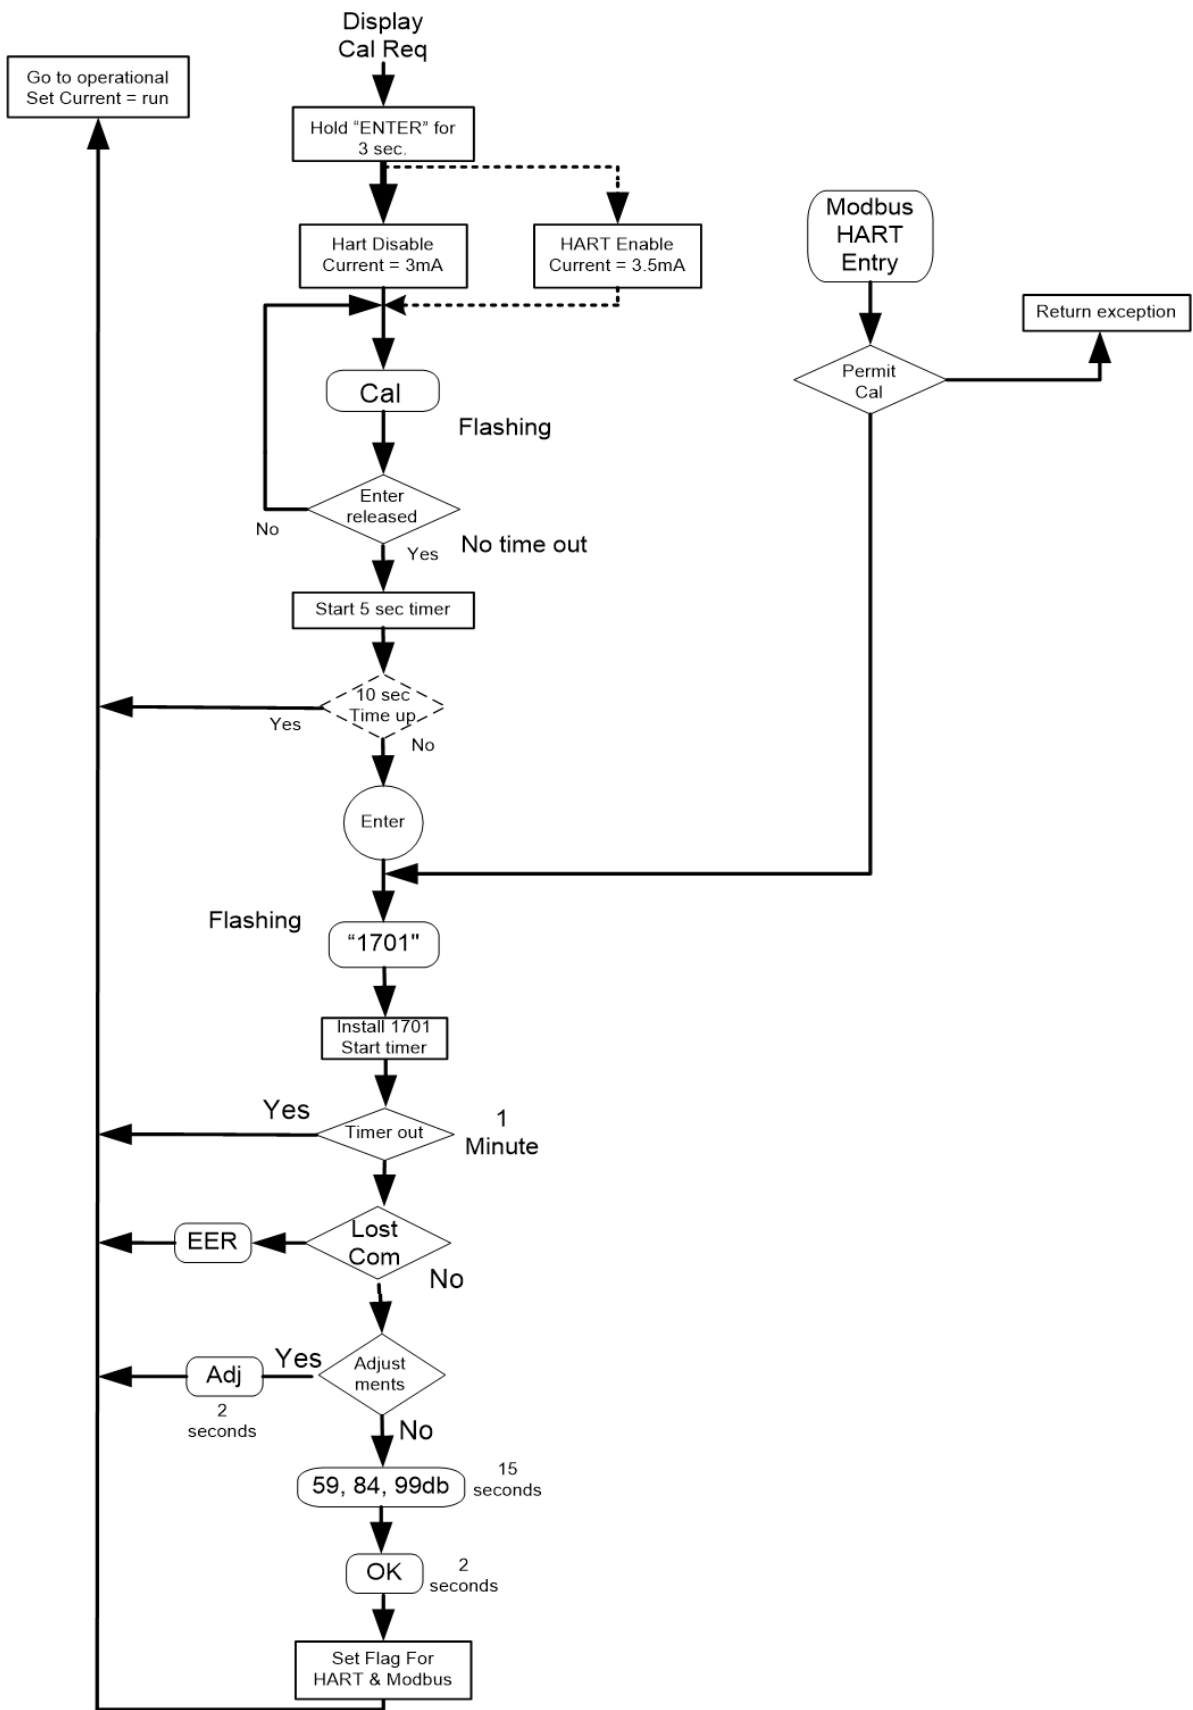 Display
Cal Req
Go to operational
Set Current = run
Hold “ENTER” for
3 sec.
Hart Disable
Current = 3mA
HART Enable
Current = 3.5mA
Modbus
HART
Entry
Return exception
Permit
Cal
Cal
Flashing
Enter
released
No
Yes
No time out
Start 5 sec timer
10 sec
Time up
Yes
No
Enter
Flashing
“1701"
Install 1701
Start timer
Yes
Timer out
1
Minute
EER
Lost
Com
No
Adj
Yes
Adjust
ments
2
seconds
No
59, 84, 99db
15
seconds
OK
2
seconds
Set Flag For
HART & Modbus